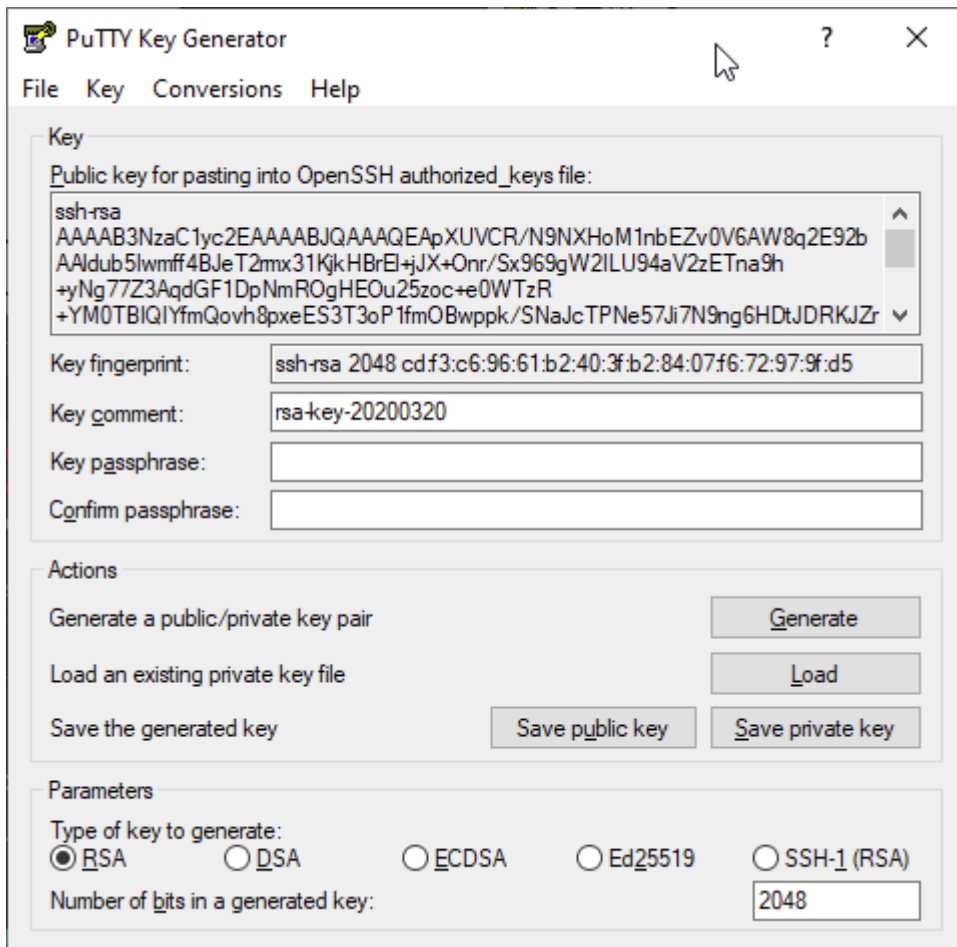 PuTTY Key Generator
?
File Key Conversions Help
Key
Public key for pasting into OpenSSH authorized_keys file:
ssh-rsa
AAAAB3NzaC1yc2EAAAABJQAAAQEApXUVCR/N9NXHoM1nbEZv0V6AW8q2E92b
AAldub5lwmff4BJeT2rmx31KjkHBrEl+jJX+Onr/Sx969gW2ILU94aV2zETna9h
+yNg77Z3AqdGF1DpNmROgHEOu25zoc+e0WTzR
+YM0TBlQIYfmQovh8pxeES3T3oP1fmOBwppk/SNaJcTPNe57Ji7N9ng6HDtJDRKJZr
Key fingerprint: ssh-rsa 2048 cd:f3:c6:96:61:b2:40:3f:b2:84:07:f6:72:97:9f:d5
Key comment: rsa-key-20200320
Key passphrase:
Confirm passphrase:
Actions
Generate a public/private key pair Generate
Load an existing private key file Load
Save the generated key Save public key Save private key
Parameters
Type of key to generate:
RSA DSA ECDSA Ed25519 SSH-1 (RSA)
Number of bits in a generated key: 2048